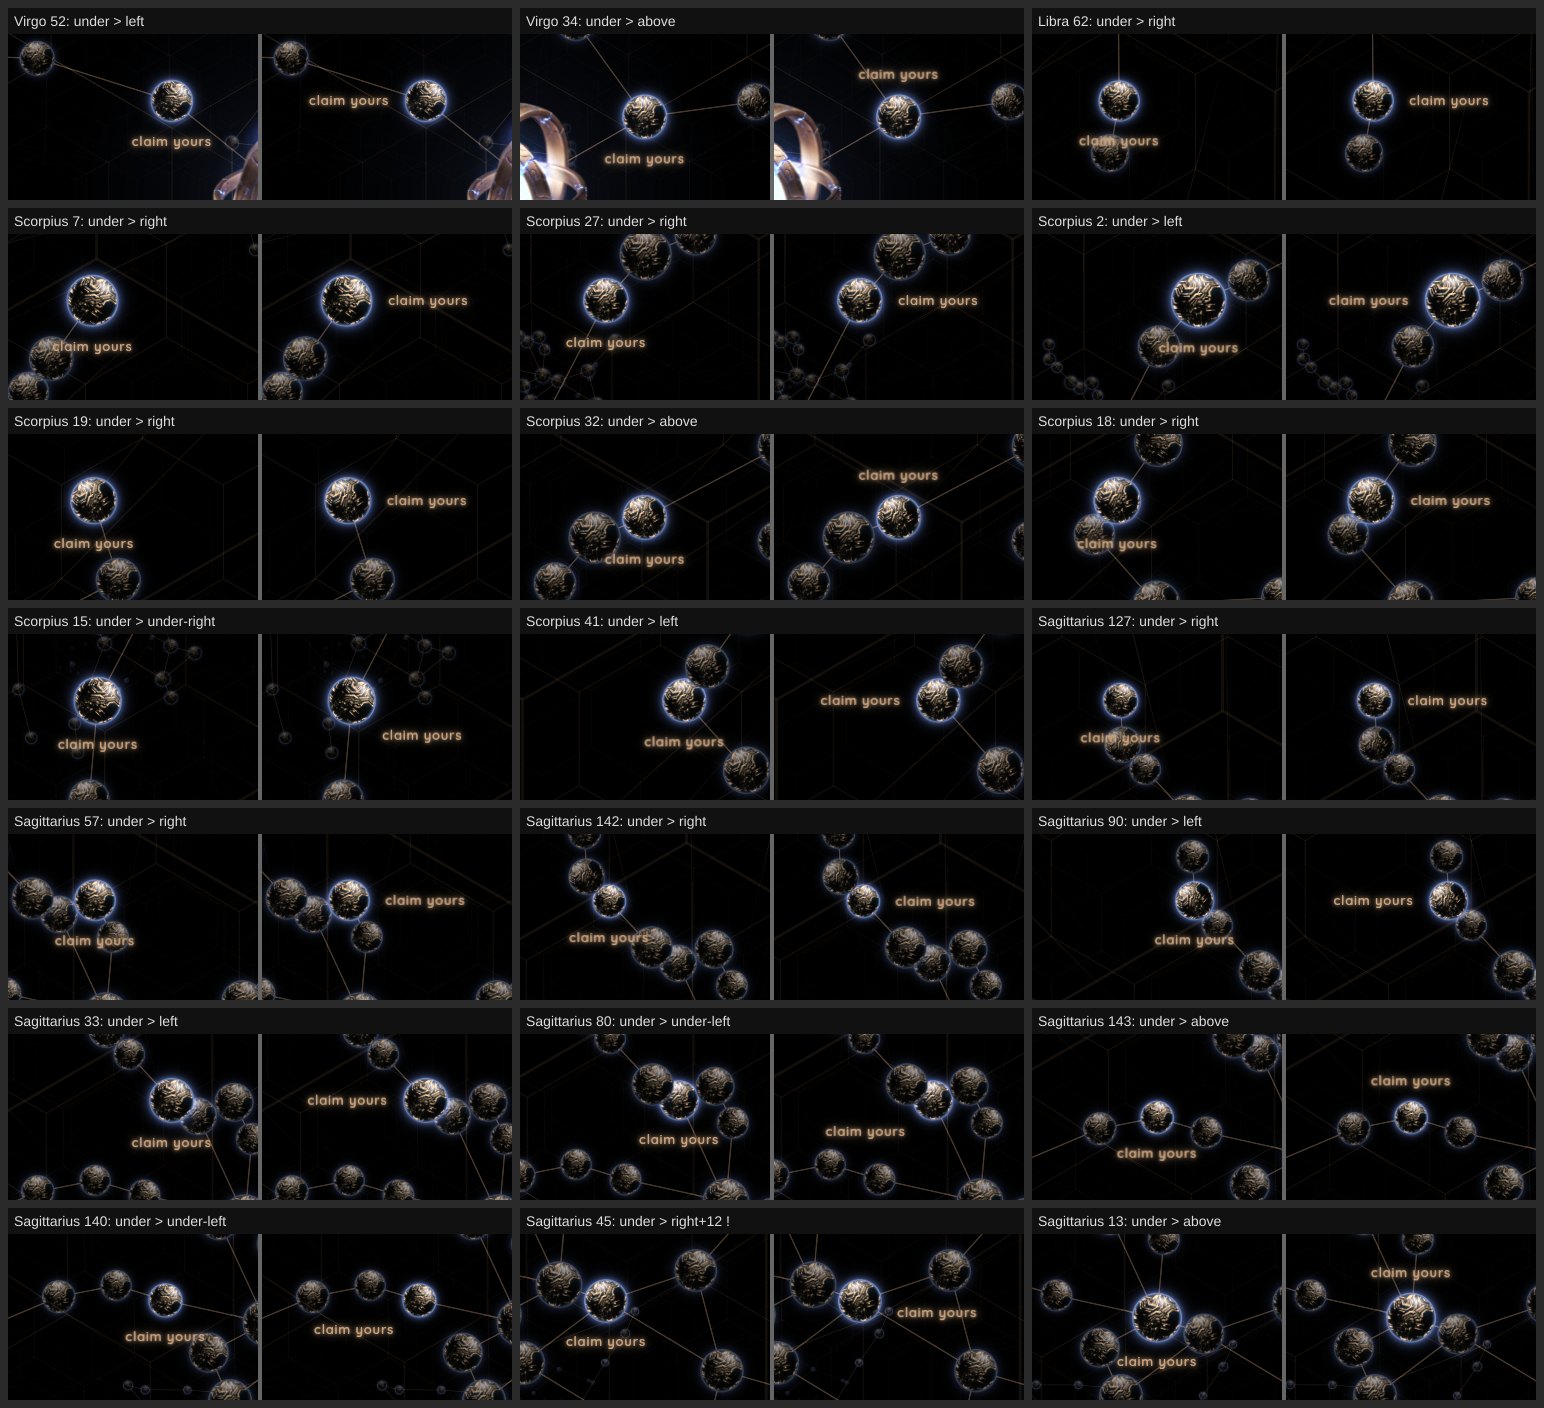 Virgo 52: under > left
claim yours
claim yours
Virgo 34: under > above
claim yours
claim yours
Libra 62: under > right
claim yours
claim yours
Scorpius 7: under > right
claim yours
claim yours
Scorpius 27: under > right
claim yours
claim yours
Scorpius 2: under > left
claim yours
claim yours
Scorpius 19: under > right
claim yours
claim yours
Scorpius 32: under > above
claim yours
claim yours
Scorpius 18: under > right
claim yours
claim yours
Scorpius 15: under > under-right
claim yours
claim yours
Scorpius 41: under > left
claim yours
claim yours
Sagittarius 127: under > right
claim yours
claim yours
Sagittarius 57: under > right
claim yours
claim yours
Sagittarius 142: under > right
claim yours
claim yours
Sagittarius 90: under > left
claim yours
claim yours
Sagittarius 33: under > left
claim yours
claim yours
Sagittarius 80: under > under-left
claim yours
claim yours
Sagittarius 143: under > above
claim yours
claim yours
Sagittarius 140: under > under-left
claim yours
claim yours
Sagittarius 45: under > right+12 !
claim yours
claim yours
Sagittarius 13: under > above
claim yours
claim yours